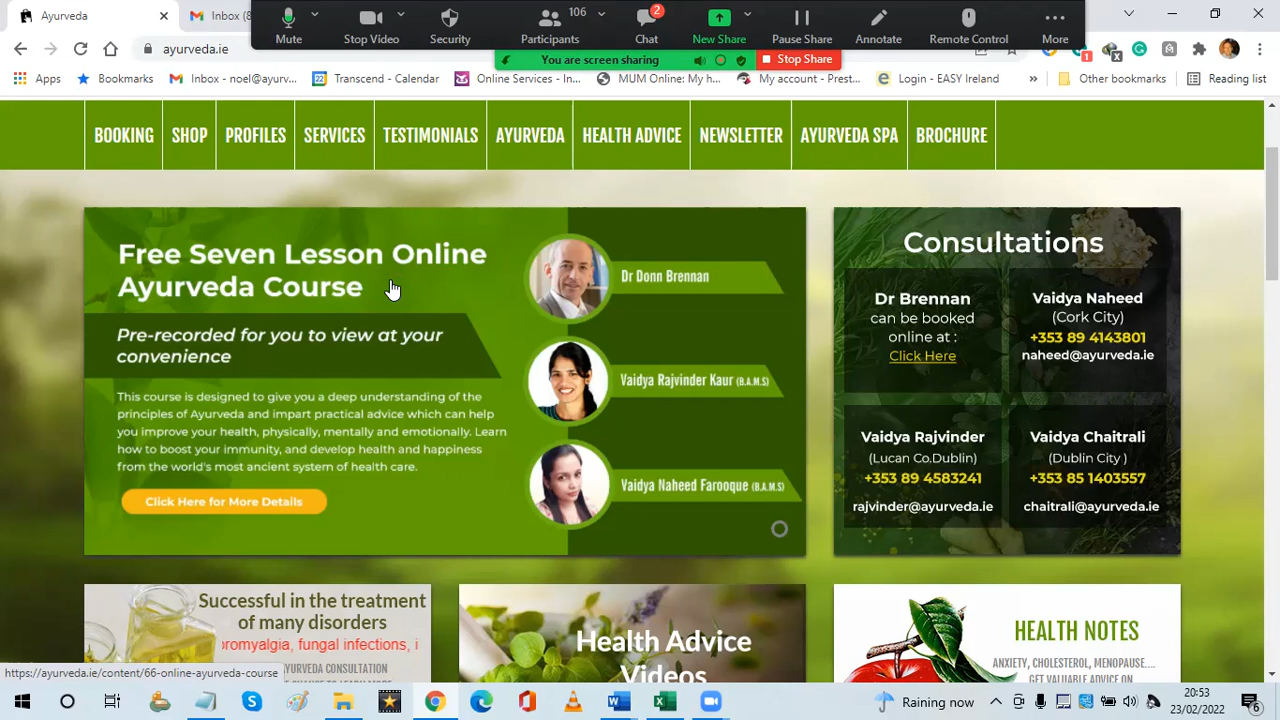 Ayurveda
Inbox (8
106
2
Mute
Stop Video
Security
Participants
Chat
New Share
Pause Share
Annotate
Remote Control
More
ayurveda.ie
You are screen sharing
Stop Share
1
X
Apps
Bookmarks
Inbox - noel@ayurv...
22
Transcend - Calendar
Online Services - In...
MUM Online: My h...
My account - Prest...
Login - EASY Ireland
»
Other bookmarks
Reading list
BOOKING
SHOP
PROFILES
SERVICES
TESTIMONIALS
AYURVEDA
HEALTH ADVICE
NEWSLETTER
AYURVEDA SPA
BROCHURE
Free Seven Lesson Online
Ayurveda Course
Pre-recorded for you to view at your
convenience
This course is designed to give you a deep understanding of the
principles of Ayurveda and impart practical advice which can help
you improve your health, physically, mentally and emotionally. Learn
how to boost your immunity, and develop health and happiness
from the world's most ancient system of health care.
Click Here for More Details
Dr Donn Brennan
Vaidya Rajvinder Kaur (B.A.M.S)
Vaidya Naheed Farooque (B.A.M.S)
Consultations
Dr Brennan
can be booked
online at :
Click Here
Vaidya Naheed
(Cork City)
+353 89 4143801
naheed@ayurveda.ie
Vaidya Rajvinder
(Lucan Co.Dublin)
+353 89 4583241
rajvinder@ayurveda.ie
Vaidya Chaitrali
(Dublin City )
+353 85 1403557
chaitrali@ayurveda.ie
Successful in the treatment
of many disorders
oromyalgia, fungal infections, i
YURVEDA CONSULTATION
Health Advice
Videos
HEALTH NOTES
ANXIETY, CHOLESTEROL, MENOPAUSE....
GET VALUABLE ADVICE ON
https://ayurveda.ie/content/66-online-ayurveda-course
Raining now
20:53
23/02/2022
6